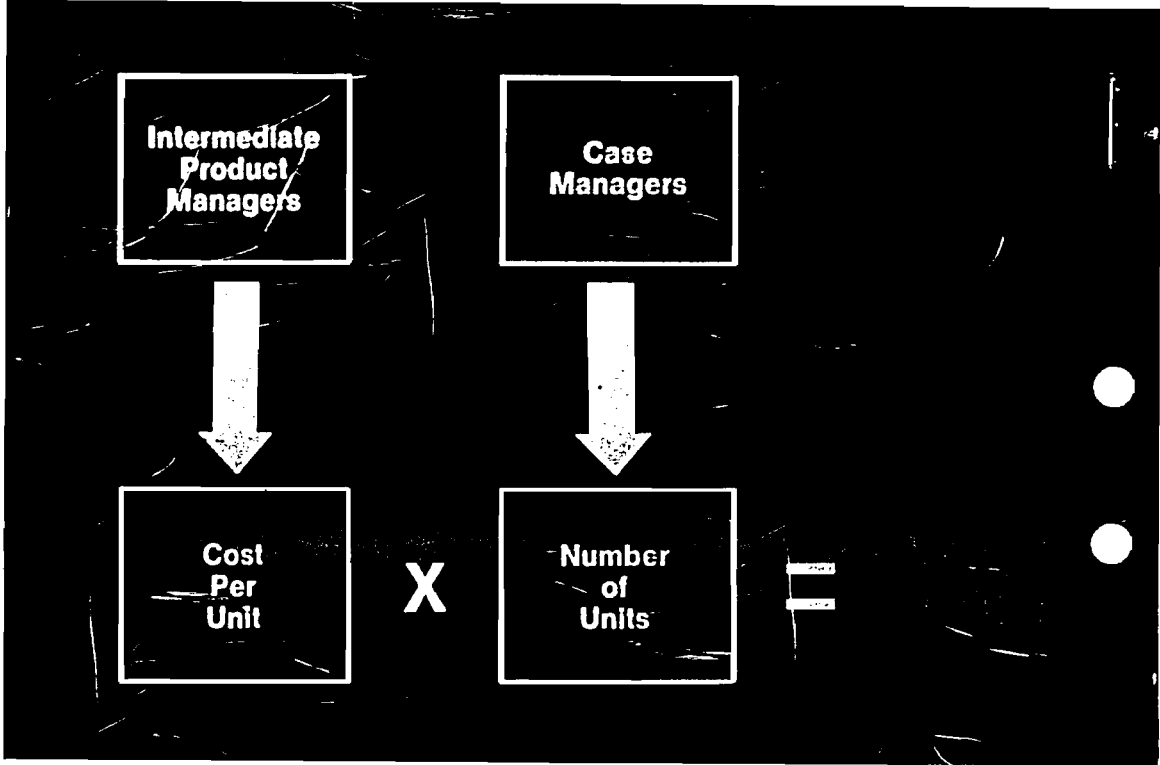 Intermediate
Product
Managers
Case
Managers
Cost
Per
Unit
X
Number
of
Units
=